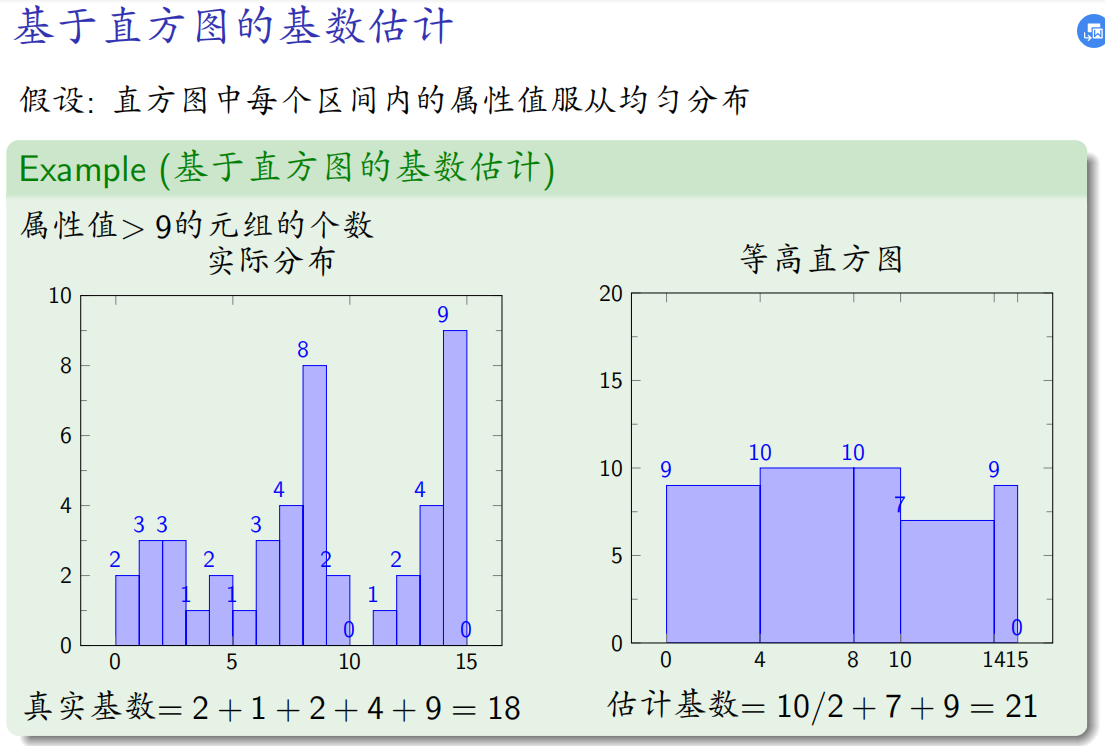 基于直方图的基数估计
假设: 直方图中每个区间内的属性值服从均匀分布
Example (基于直方图的基数估计)
属性值> 9的元组的个数
实际分布
10
8
6
4
2
0
2 3 3 1 2 1 3 4 8 2 0 1 2 4 9 0
0 5 10 15
真实基数= 2 + 1 + 2 + 4 + 9 = 18
等高直方图
20
15
10
5
0
9 10 10 7 9 0
0 4 8 10 1415
估计基数= 10/2 + 7 + 9 = 21